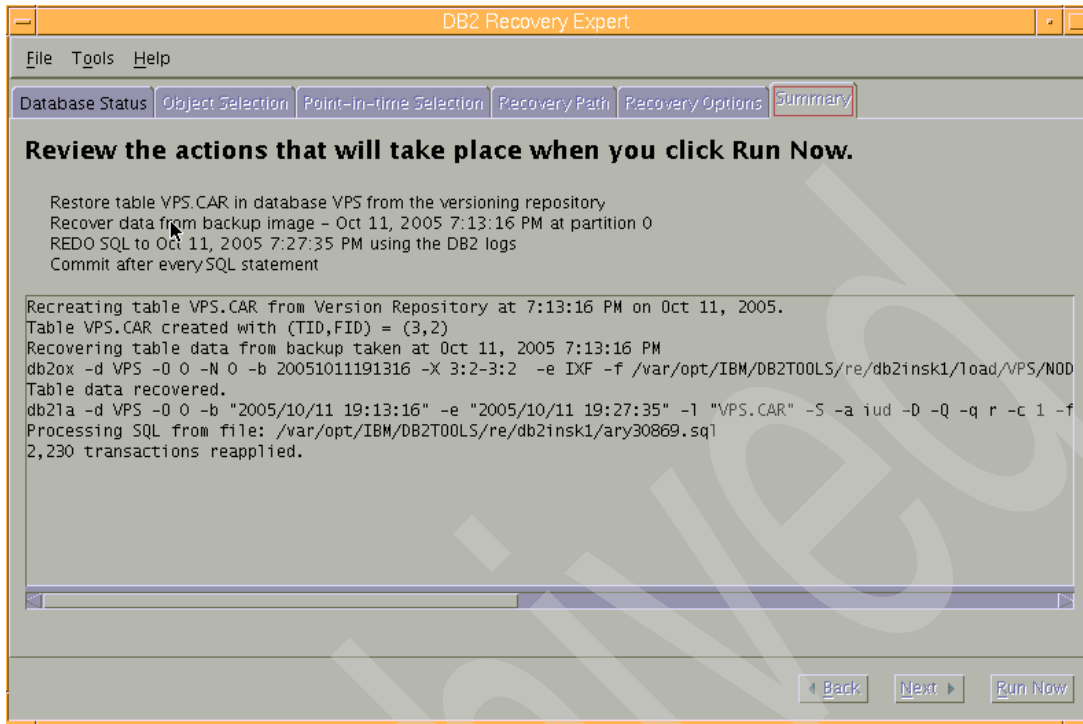 DB2 Recovery Expert
File Tools Help
Database Status Object Selection Point-in-time Selection Recovery Path Recovery Options Summary
Review the actions that will take place when you click Run Now.
Restore table VPS.CAR in database VPS from the versioning repository
Recover data from backup image - Oct 11, 2005 7:13:16 PM at partition 0
REDO SQL to Oct 11, 2005 7:27:35 PM using the DB2 logs
Commit after every SQL statement
Recreating table VPS.CAR from Version Repository at 7:13:16 PM on Oct 11, 2005.
Table VPS.CAR created with (TID,FID) = (3,2)
Recovering table data from backup taken at Oct 11, 2005 7:13:16 PM
db2ox -d VPS -O 0 -N 0 -b 20051011191316 -X 3:2-3:2 -e IXF -f /var/opt/IBM/DB2TOOLS/re/db2insk1/load/VPS/NOD
Table data recovered.
db2la -d VPS -O 0 -b "2005/10/11 19:13:16" -e "2005/10/11 19:27:35" -l "VPS.CAR" -S -a iud -D -Q -q r -c 1 -f
Processing SQL from file: /var/opt/IBM/DB2TOOLS/re/db2insk1/ary30869.sql
2,230 transactions reapplied.
Back Next Run Now